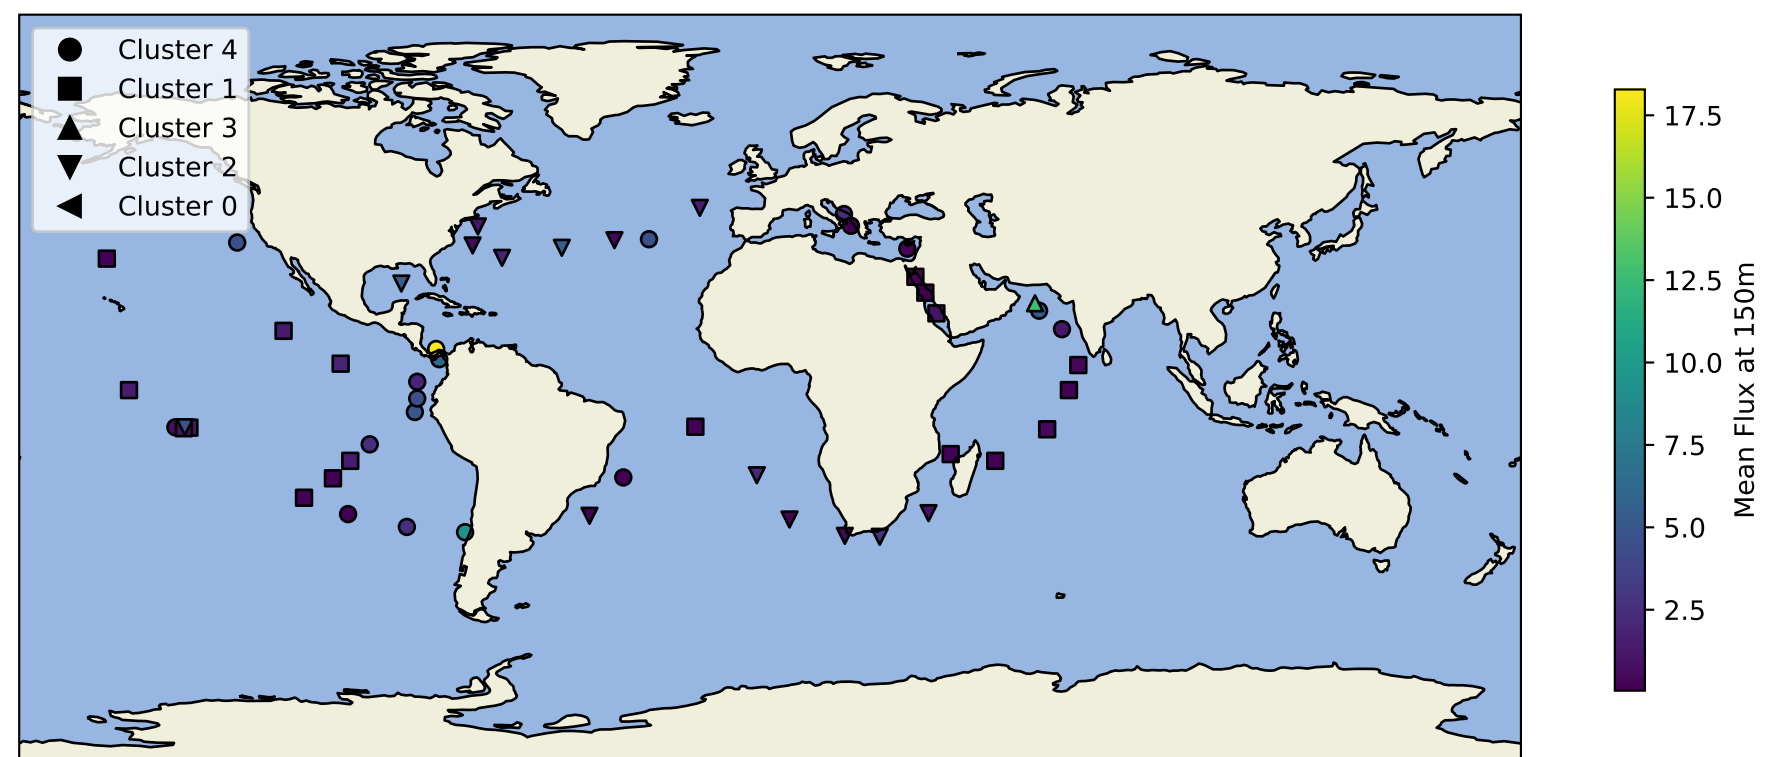 Cluster 4
Cluster 1
Cluster 3
Cluster 2
Cluster 0
17.5
15.0
12.5
10.0
7.5
5.0
2.5
Mean Flux at 150m